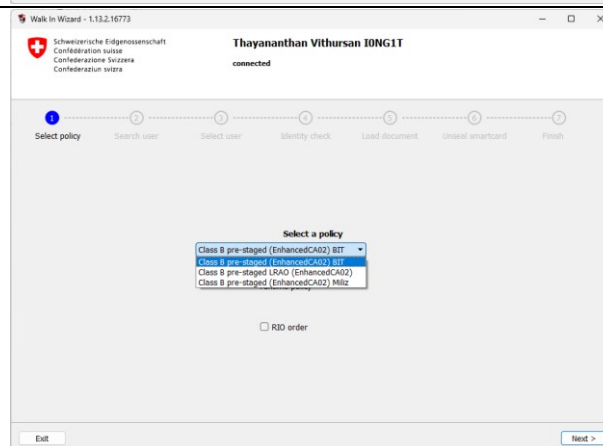 Walk In Wizard - 1.13.2.16773
Schweizerische Eidgenossenschaft
Confédération suisse
Confederazione Svizzera
Confederaziun svizra
Thayananthan Vithursan I0NG1T
connected
1 2 3 4 5 6 7
Select policy Search user Select user Identity check Load document Unseal smartcard Finish
Select a policy
Class B pre-staged (EnhancedCA02) BIT
Class B pre-staged (EnhancedCA02) BIT
Class B pre-staged LRAO (EnhancedCA02)
Class B pre-staged (EnhancedCA02) Miliz
policy
RIO order
Exit Next >